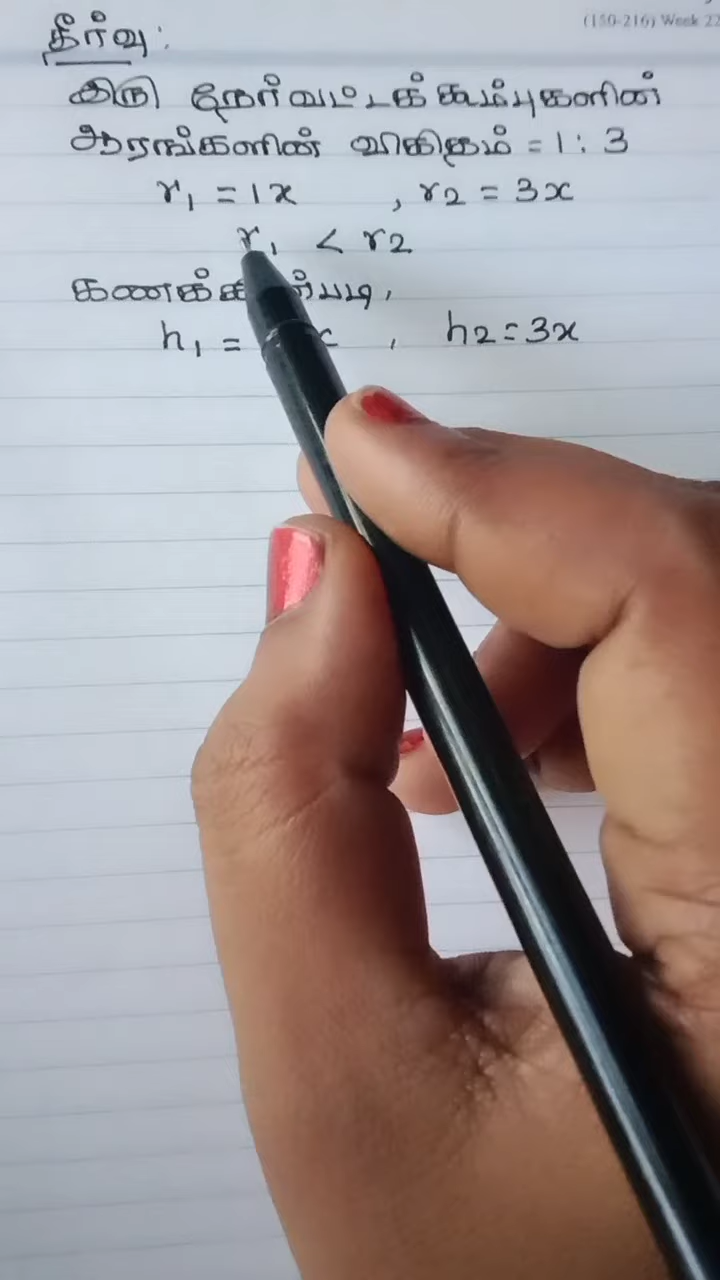 (150-216) Week 22
தீர்வு:
இரு நேர்வட்டக் கூம்புகளின்
ஆரங்களின் விகிதம் = 1 : 3
r₁ = 1x , r₂ = 3x
r₁ < r₂
h₁ = , h₂ = 3x